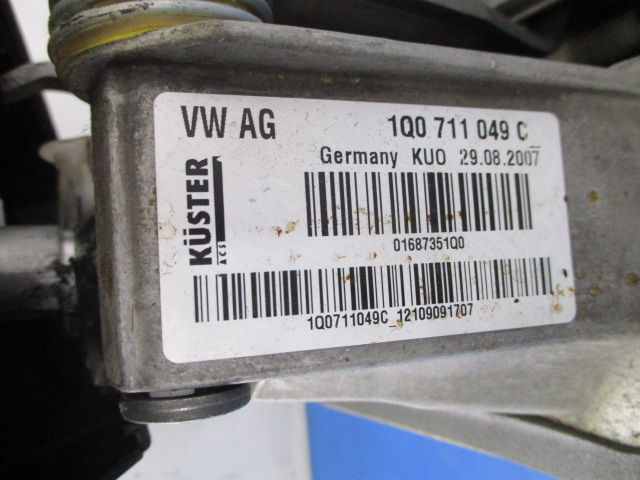 VW AG 1Q0 711 049 C
Germany KUO 29.08.2007
KÜSTER
01687351Q0
1Q0711049C_12109091707